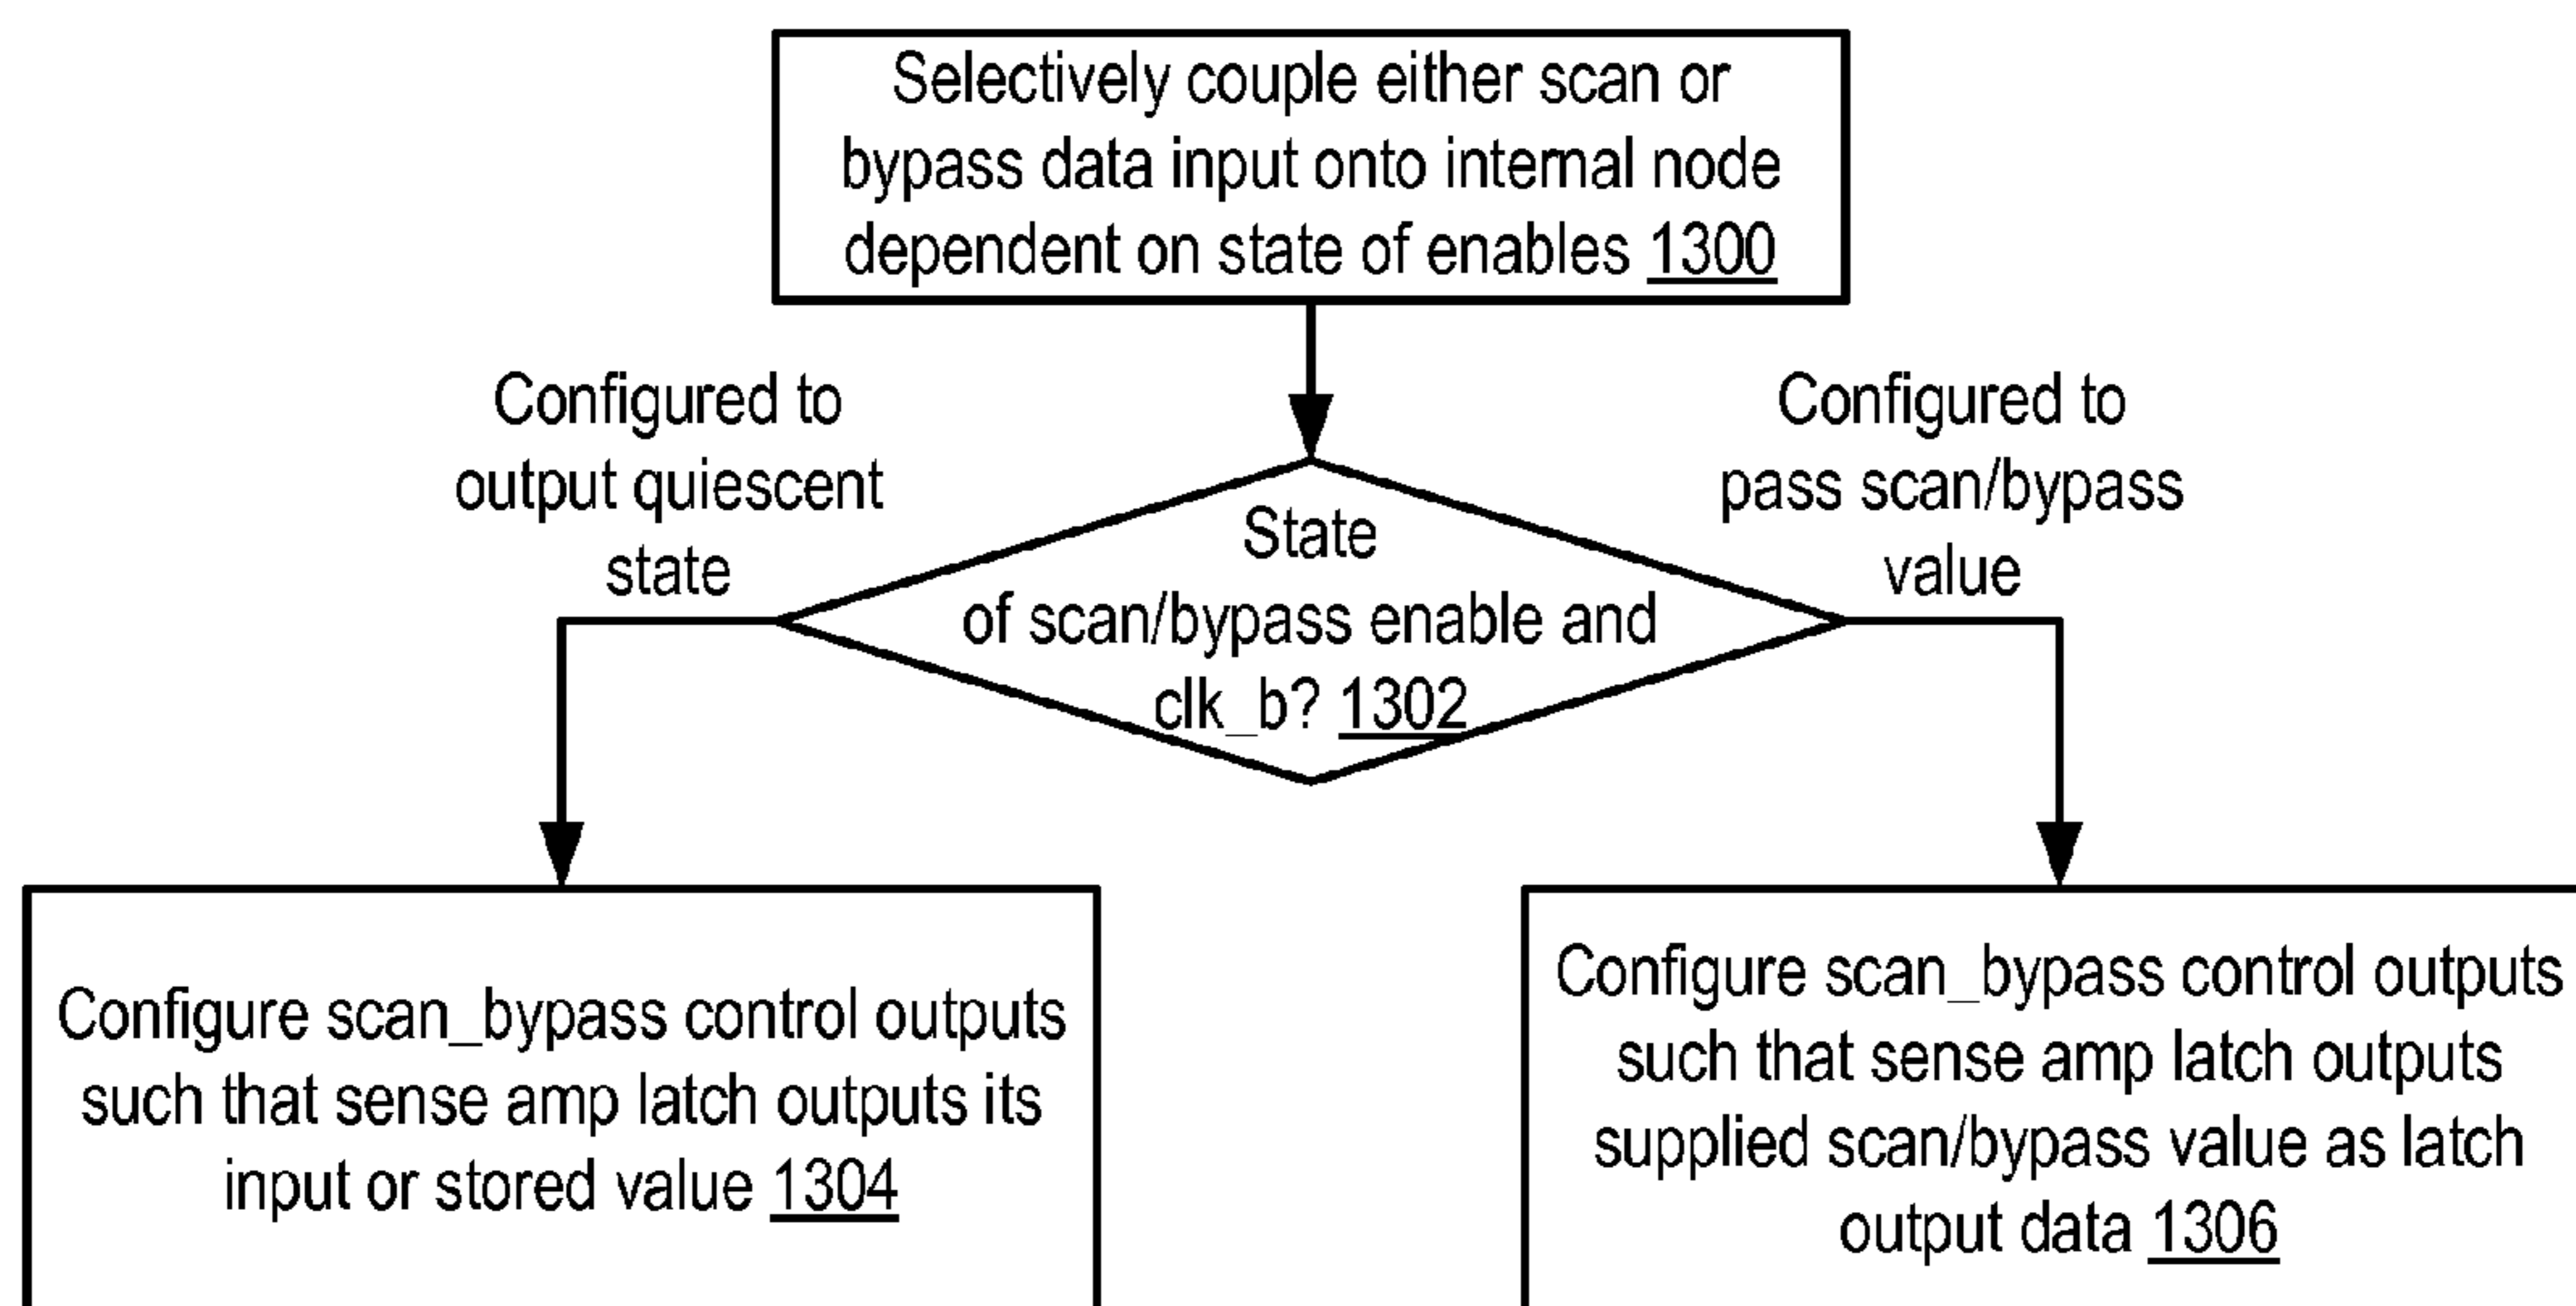 Selectively couple either scan or
bypass data input onto internal node
dependent on state of enables 1300
Configured to
output quiescent
state
Configured to
pass scan/bypass
value
State
of scan/bypass enable and
clk_b? 1302
Configure scan_bypass control outputs
such that sense amp latch outputs its
input or stored value 1304
Configure scan_bypass control outputs
such that sense amp latch outputs
supplied scan/bypass value as latch
output data 1306